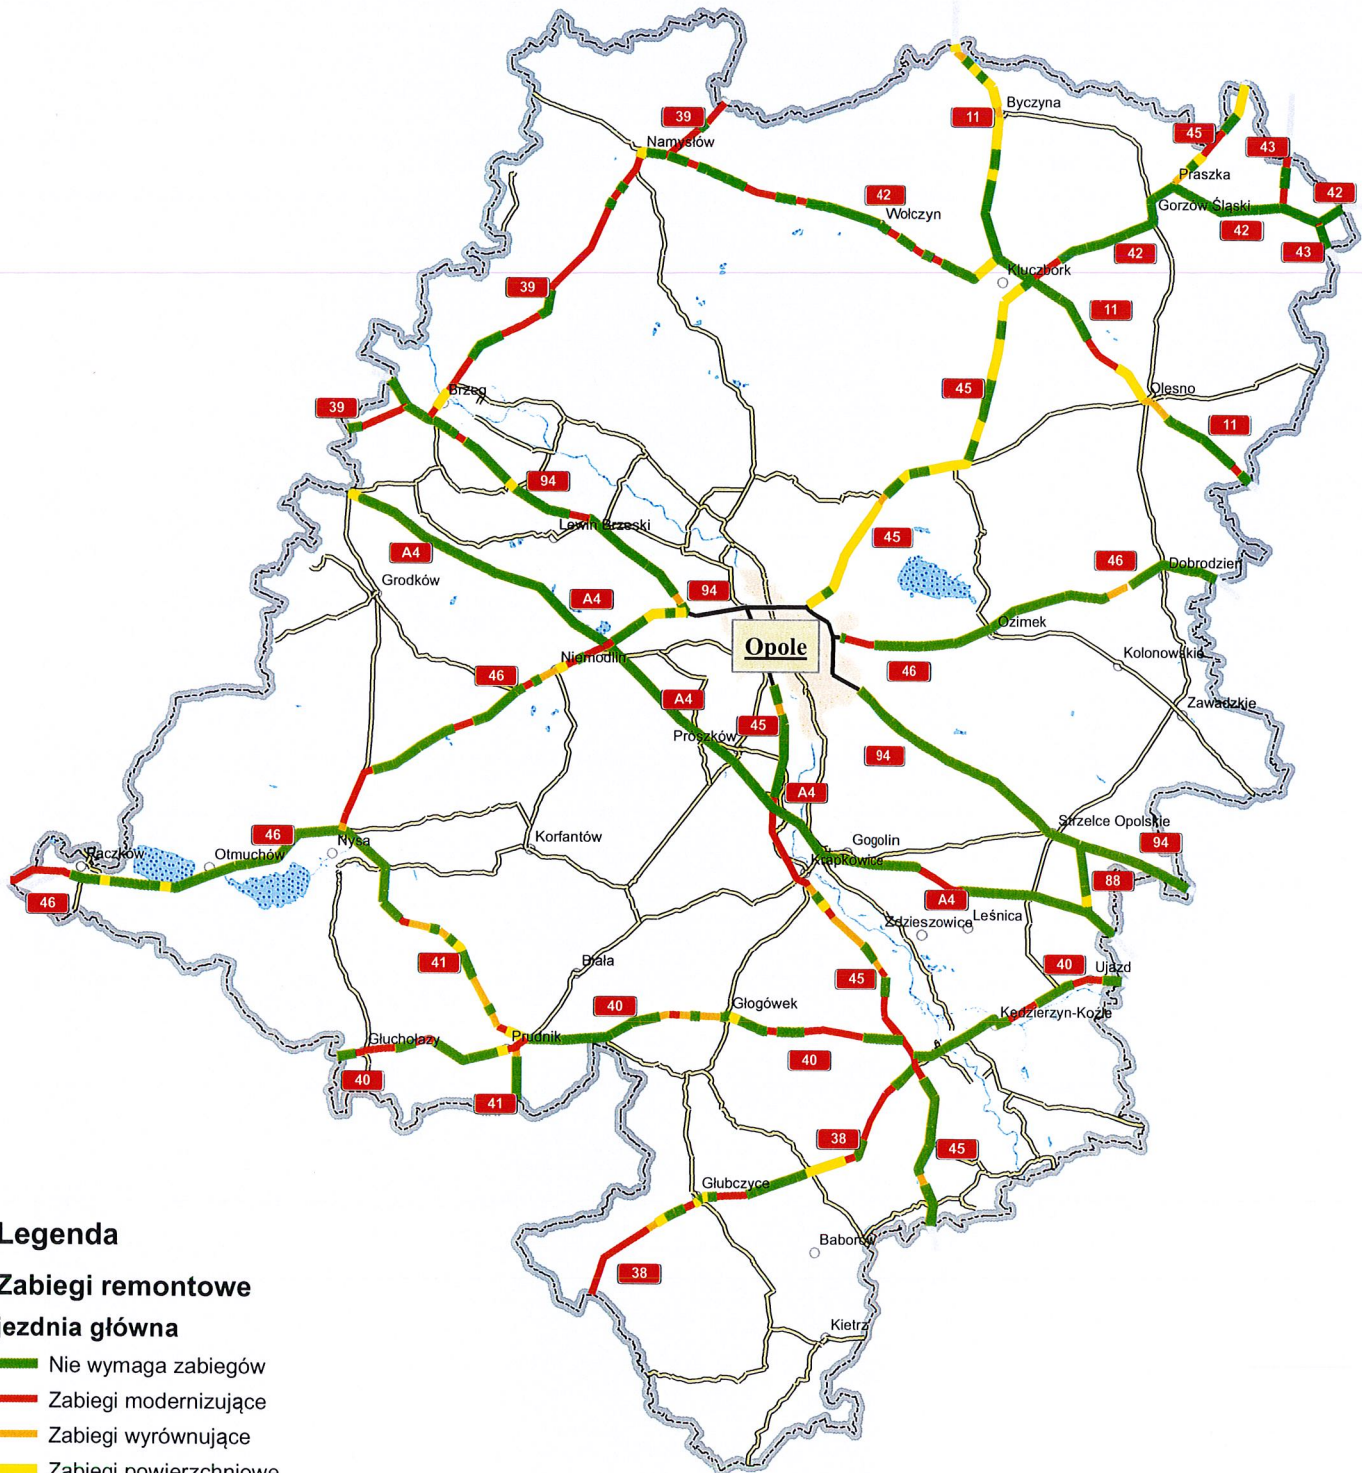 39
Namysłów
11
Byczyna
45
43
Praszka
42
42
Wołczyn
Gorzów Śląski
42
42
43
Kluczbork
39
11
45
Olesno
Brzeg
39
11
94
Lewin Brzeski
45
A4
Grodków
46
Dobrodzień
A4
94
Ozimek
Opole
Niemodlin
46
46
Kolonowskie
A4
Zawadzkie
45
Prószków
94
A4
Strzelce Opolskie
46
Nysa
Korfantów
Gogolin
94
Paczków
Otmuchów
Krapkowice
88
46
A4
Zdzieszowice
Leśnica
41
Biała
45
40
Ujazd
40
Głogówek
Kędzierzyn-Koźle
Głuchołazy
Prudnik
40
40
41
38
45
Głubczyce
Baborów
38
Kietrz
Legenda
Zabiegi remontowe
jezdnia główna
Nie wymaga zabiegów
Zabiegi modernizujące
Zabiegi wyrównujące
Zabiegi powierzchniowe